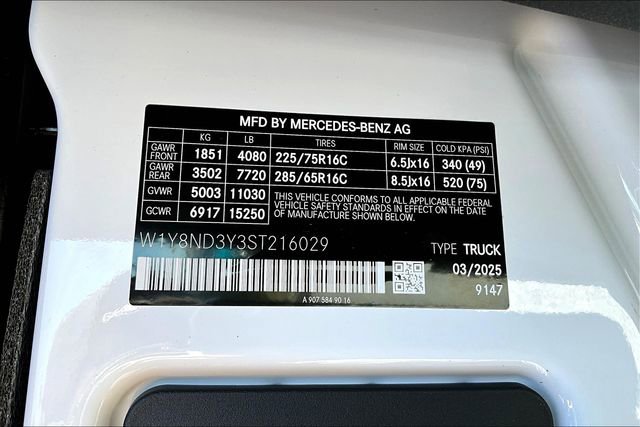 MFD BY MERCEDES-BENZ AG
KG LB TIRES RIM SIZE COLD KPA (PSI)
GAWR FRONT 1851 4080 225/75R16C 6.5Jx16 340 (49)
GAWR REAR 3502 7720 285/65R16C 8.5Jx16 520 (75)
GVWR 5003 11030 THIS VEHICLE CONFORMS TO ALL APPLICABLE FEDERAL
VEHICLE SAFETY STANDARDS IN EFFECT ON THE DATE
GCWR 6917 15250 OF MANUFACTURE SHOWN BELOW.
W1Y8ND3Y3ST216029 TYPE TRUCK
03/2025
9147
A 907 584 90 16